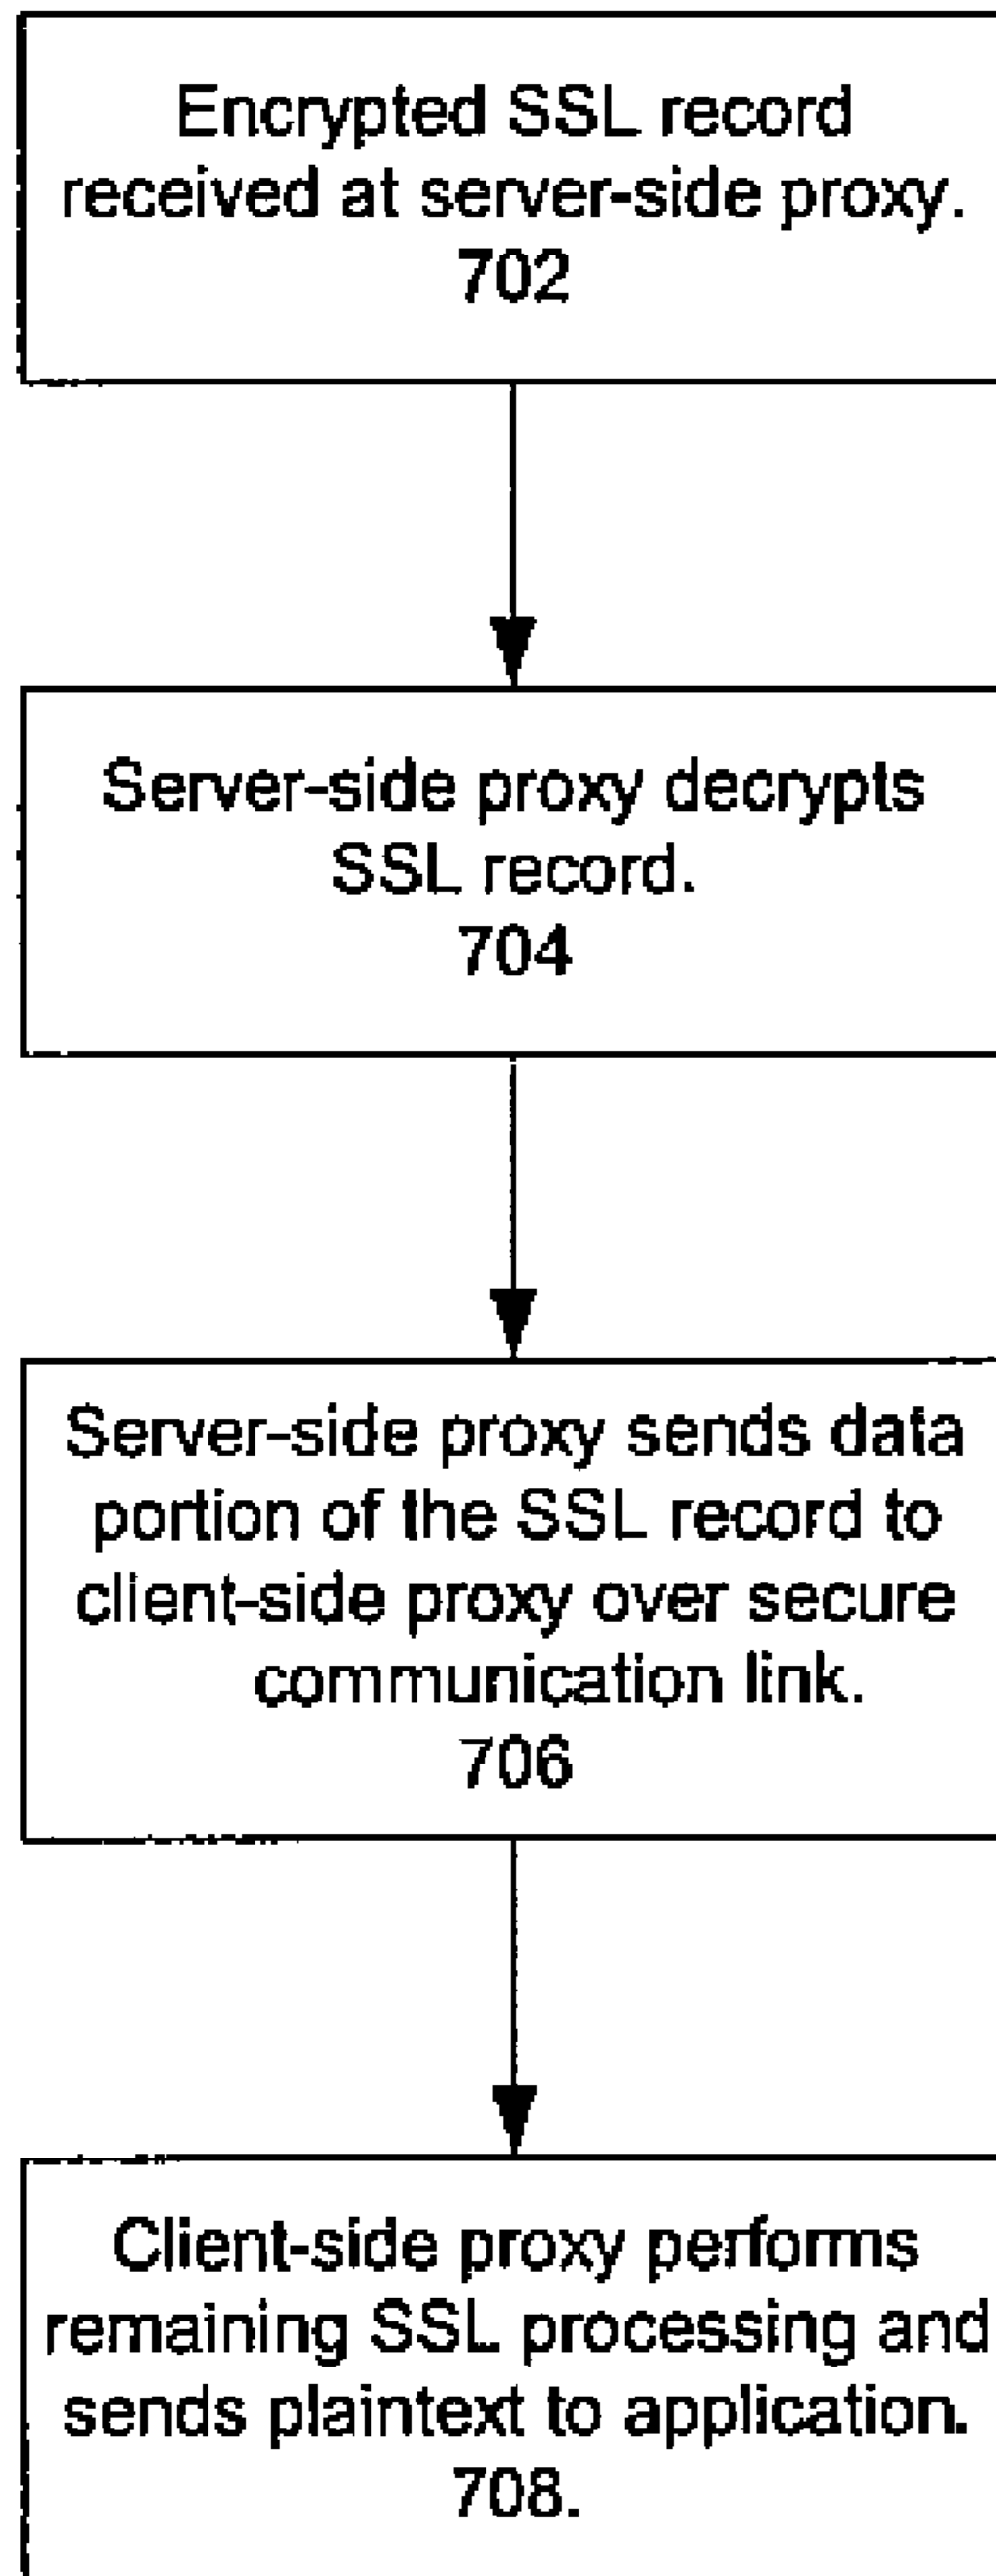 Encrypted SSL record
received at server-side proxy.
702
Server-side proxy decrypts
SSL record.
704
Server-side proxy sends data
portion of the SSL record to
client-side proxy over secure
communication link.
706
Client-side proxy performs
remaining SSL processing and
sends plaintext to application.
708.